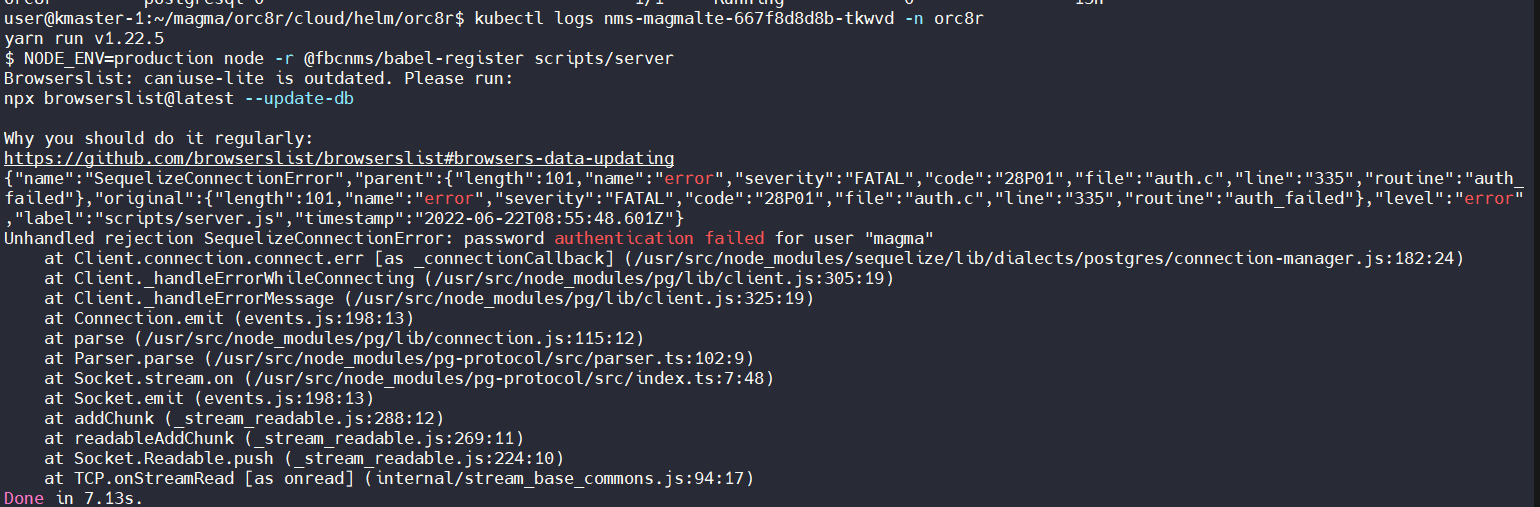 user@kmaster-1:~/magma/orc8r/cloud/helm/orc8r$ kubectl logs nms-magmalte-667f8d8d8b-tkwvd -n orc8r
yarn run v1.22.5
$ NODE_ENV=production node -r @fbcnms/babel-register scripts/server
Browserslist: caniuse-lite is outdated. Please run:
npx browserslist@latest --update-db
Why you should do it regularly:
https://github.com/browserslist/browserslist#browsers-data-updating
{"name":"SequelizeConnectionError","parent":{"length":101,"name":"error","severity":"FATAL","code":"28P01","file":"auth.c","line":"335","routine":"auth_
failed"},"original":{"length":101,"name":"error","severity":"FATAL","code":"28P01","file":"auth.c","line":"335","routine":"auth_failed"},"level":"error"
,"label":"scripts/server.js","timestamp":"2022-06-22T08:55:48.601Z"}
Unhandled rejection SequelizeConnectionError: password authentication failed for user "magma"
    at Client.connection.connect.err [as _connectionCallback] (/usr/src/node_modules/sequelize/lib/dialects/postgres/connection-manager.js:182:24)
    at Client._handleErrorWhileConnecting (/usr/src/node_modules/pg/lib/client.js:305:19)
    at Client._handleErrorMessage (/usr/src/node_modules/pg/lib/client.js:325:19)
    at Connection.emit (events.js:198:13)
    at parse (/usr/src/node_modules/pg/lib/connection.js:115:12)
    at Parser.parse (/usr/src/node_modules/pg-protocol/src/parser.ts:102:9)
    at Socket.stream.on (/usr/src/node_modules/pg-protocol/src/index.ts:7:48)
    at Socket.emit (events.js:198:13)
    at addChunk (_stream_readable.js:288:12)
    at readableAddChunk (_stream_readable.js:269:11)
    at Socket.Readable.push (_stream_readable.js:224:10)
    at TCP.onStreamRead [as onread] (internal/stream_base_commons.js:94:17)
Done in 7.13s.